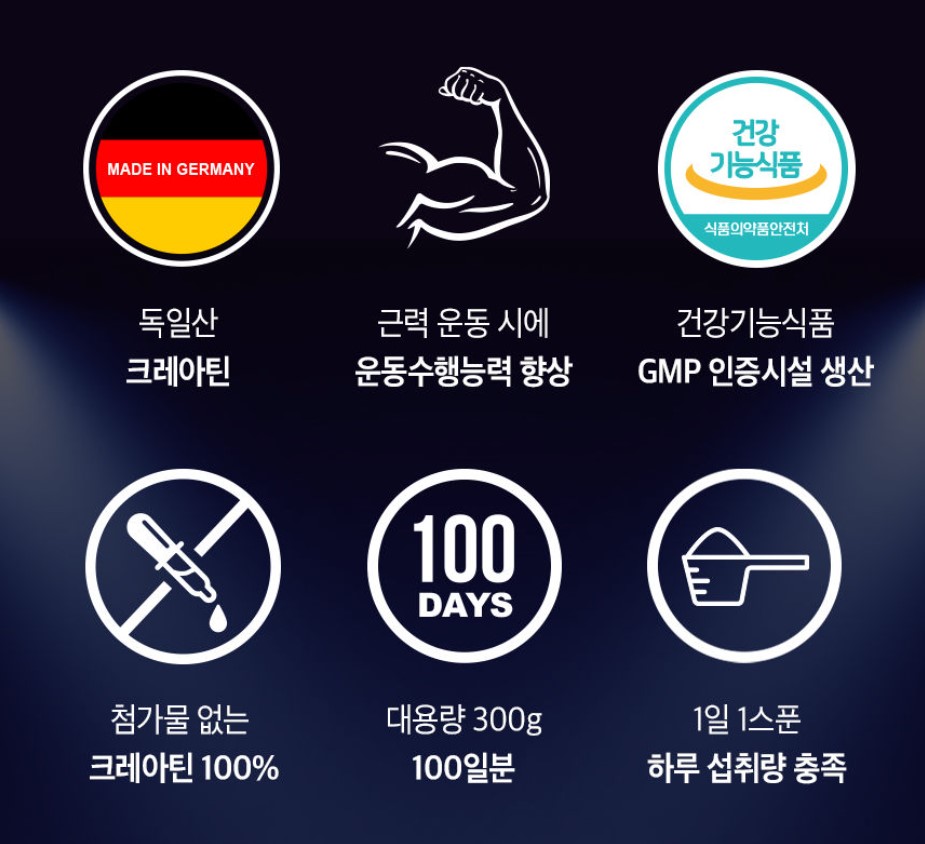 MADE IN GERMANY
건강
기능식품
식품의약품안전처
독일산
크레아틴
근력 운동 시에
운동수행능력 향상
건강기능식품
GMP 인증시설 생산
100
DAYS
첨가물 없는
크레아틴 100%
대용량 300g
100일분
1일 1스푼
하루 섭취량 충족